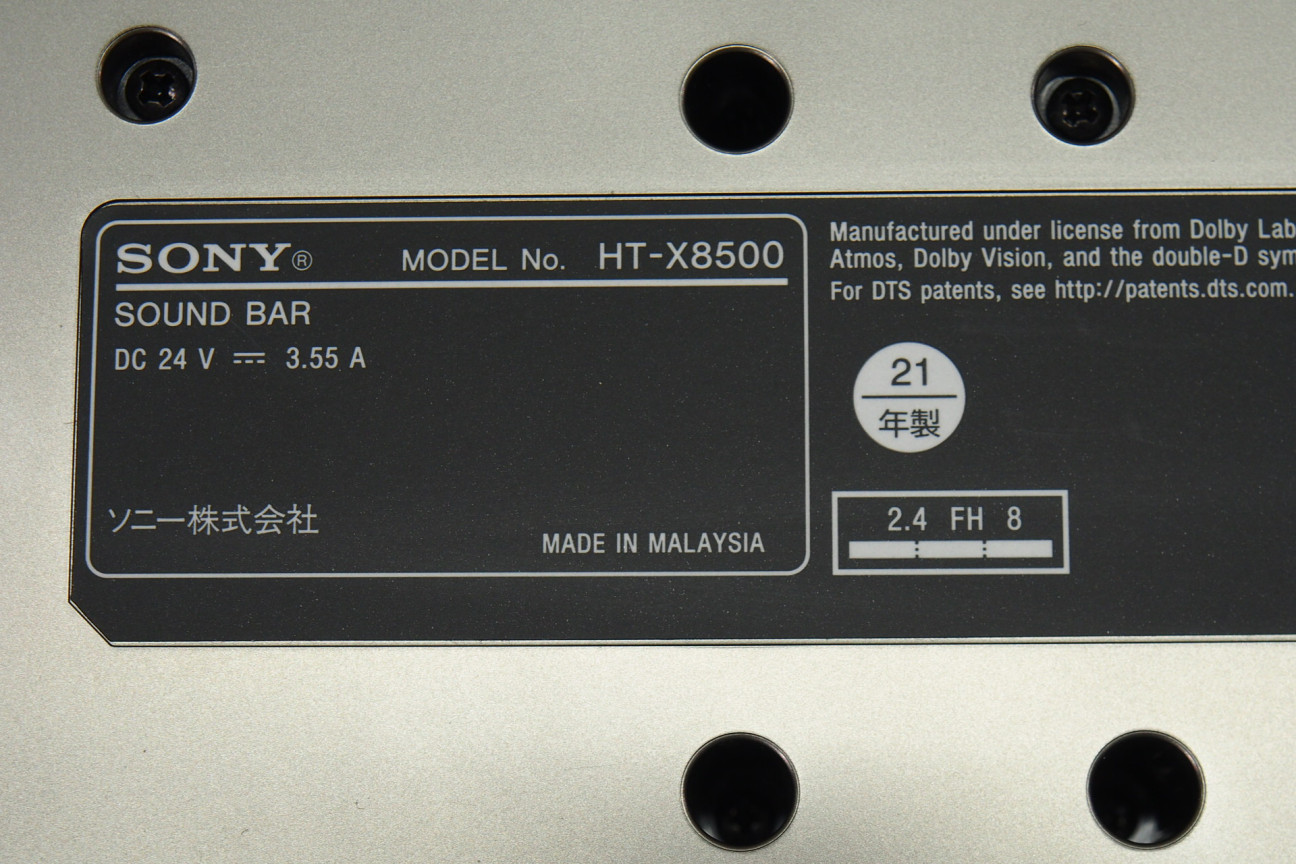 SONY® MODEL No. HT-X8500
SOUND BAR
DC 24 V ⎓ 3.55 A
ソニー株式会社
MADE IN MALAYSIA
Manufactured under license from Dolby Lab
Atmos, Dolby Vision, and the double-D sym
For DTS patents, see http://patents.dts.com.
21
年製
2.4 FH 8